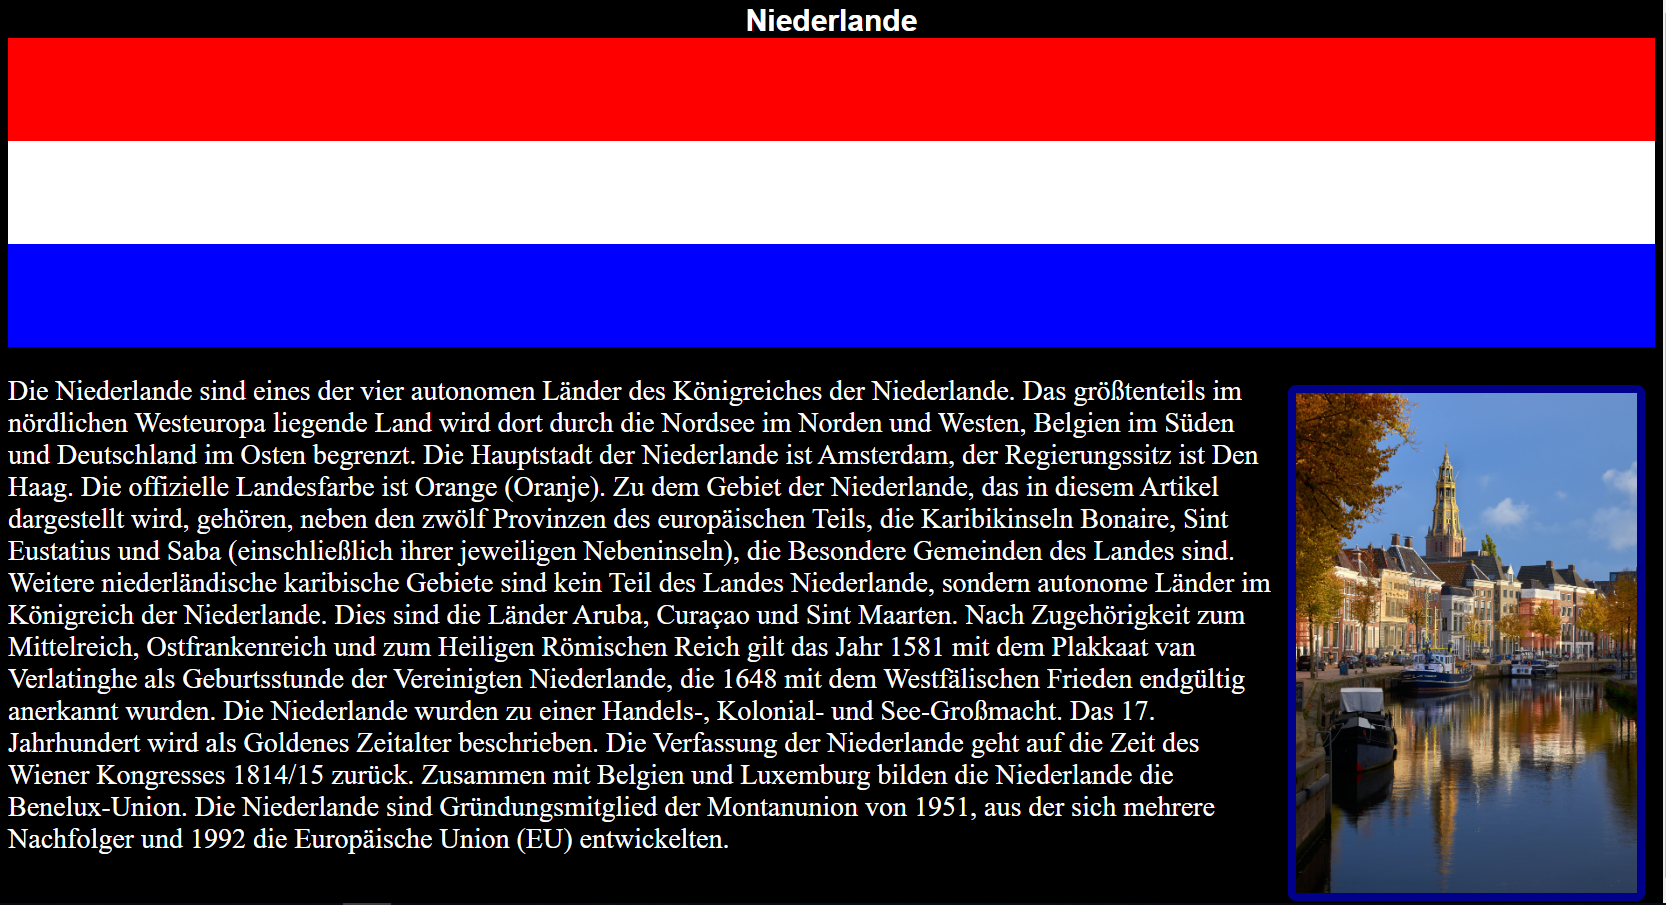 Niederlande
Die Niederlande sind eines der vier autonomen Länder des Königreiches der Niederlande. Das größtenteils im
nördlichen Westeuropa liegende Land wird dort durch die Nordsee im Norden und Westen, Belgien im Süden
und Deutschland im Osten begrenzt. Die Hauptstadt der Niederlande ist Amsterdam, der Regierungssitz ist Den
Haag. Die offizielle Landesfarbe ist Orange (Oranje). Zu dem Gebiet der Niederlande, das in diesem Artikel
dargestellt wird, gehören, neben den zwölf Provinzen des europäischen Teils, die Karibikinseln Bonaire, Sint
Eustatius und Saba (einschließlich ihrer jeweiligen Nebeninseln), die Besondere Gemeinden des Landes sind.
Weitere niederländische karibische Gebiete sind kein Teil des Landes Niederlande, sondern autonome Länder im
Königreich der Niederlande. Dies sind die Länder Aruba, Curaçao und Sint Maarten. Nach Zugehörigkeit zum
Mittelreich, Ostfrankenreich und zum Heiligen Römischen Reich gilt das Jahr 1581 mit dem Plakkaat van
Verlatinghe als Geburtsstunde der Vereinigten Niederlande, die 1648 mit dem Westfälischen Frieden endgültig
anerkannt wurden. Die Niederlande wurden zu einer Handels-, Kolonial- und See-Großmacht. Das 17.
Jahrhundert wird als Goldenes Zeitalter beschrieben. Die Verfassung der Niederlande geht auf die Zeit des
Wiener Kongresses 1814/15 zurück. Zusammen mit Belgien und Luxemburg bilden die Niederlande die
Benelux-Union. Die Niederlande sind Gründungsmitglied der Montanunion von 1951, aus der sich mehrere
Nachfolger und 1992 die Europäische Union (EU) entwickelten.